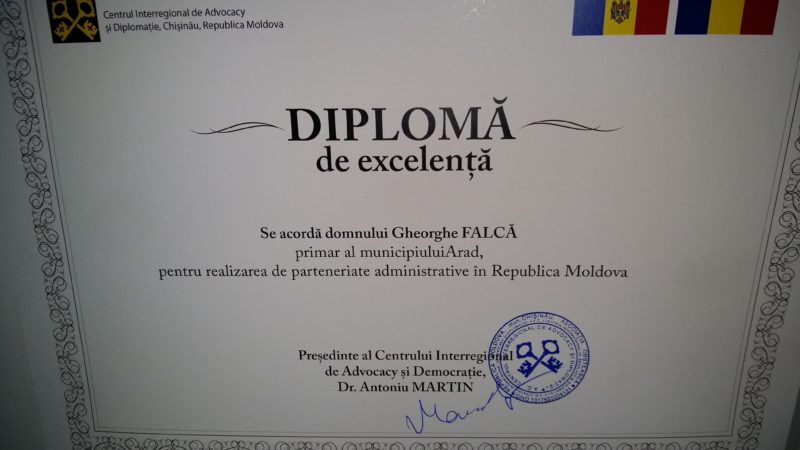 Centrul Interregional de Advocacy
și Diplomație, Chișinău, Republica Moldova
DIPLOMĂ
de excelență
Se acordă domnului Gheorghe FALCĂ
primar al municipiuluiArad,
pentru realizarea de parteneriate administrative în Republica Moldova
Președinte al Centrului Interregional
de Advocacy și Democrație,
Dr. Antoniu MARTIN